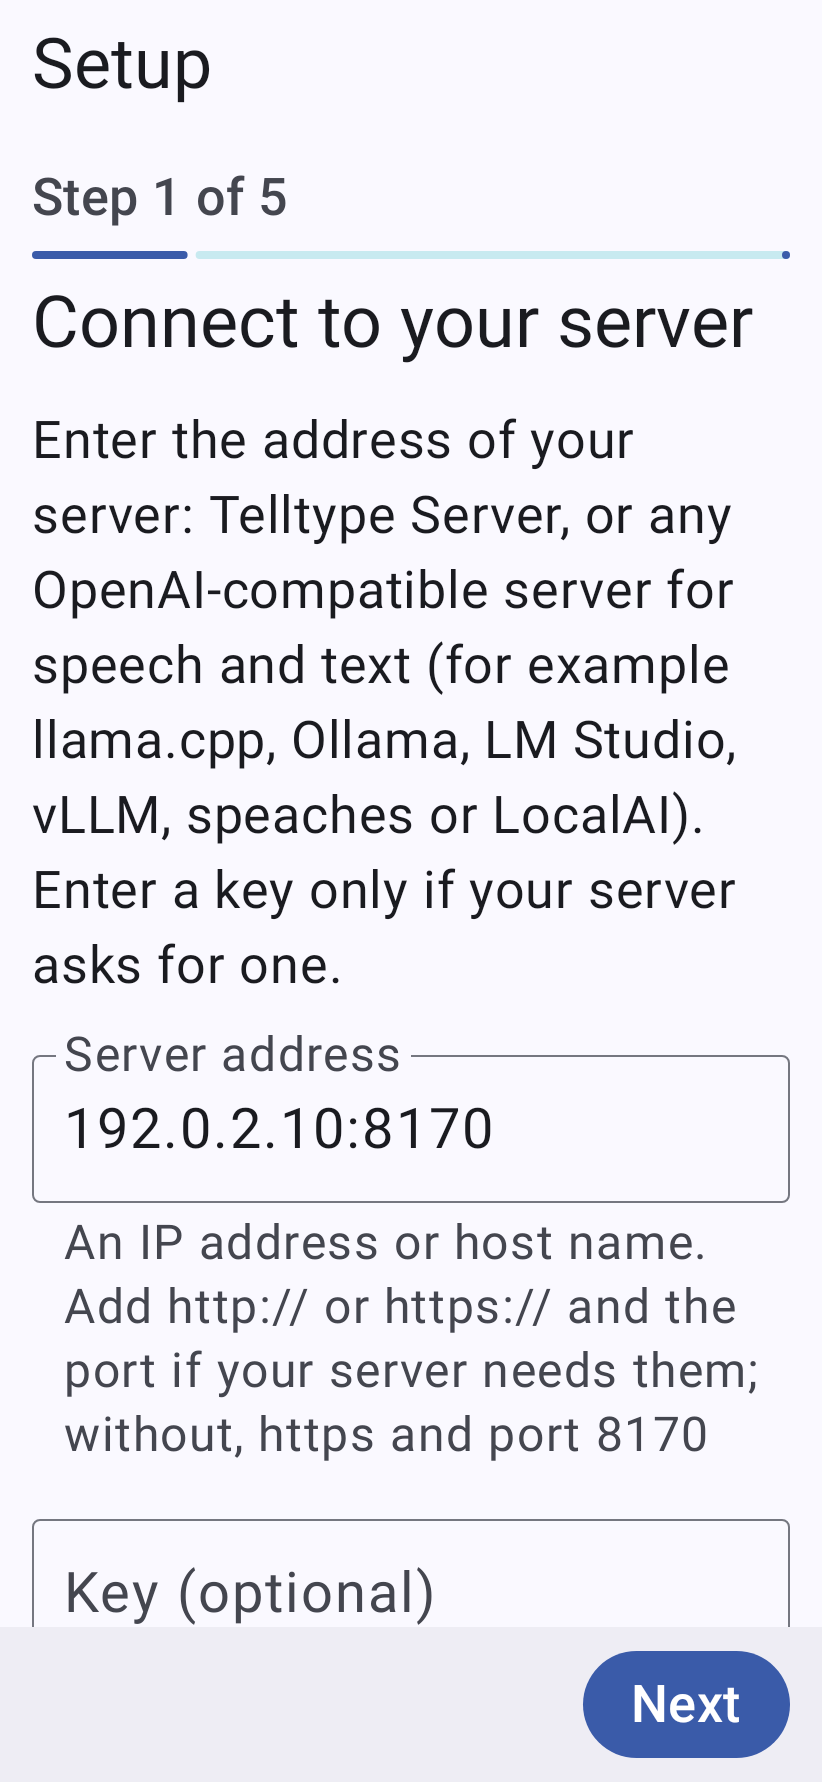 Setup
Step 1 of 5
Connect to your server
Enter the address of your
server: Telltype Server, or any
OpenAI-compatible server for
speech and text (for example
llama.cpp, Ollama, LM Studio,
vLLM, speaches or LocalAI).
Enter a key only if your server
asks for one.
Server address
192.0.2.10:8170
An IP address or host name.
Add http:// or https:// and the
port if your server needs them;
without, https and port 8170
Key (optional)
Next